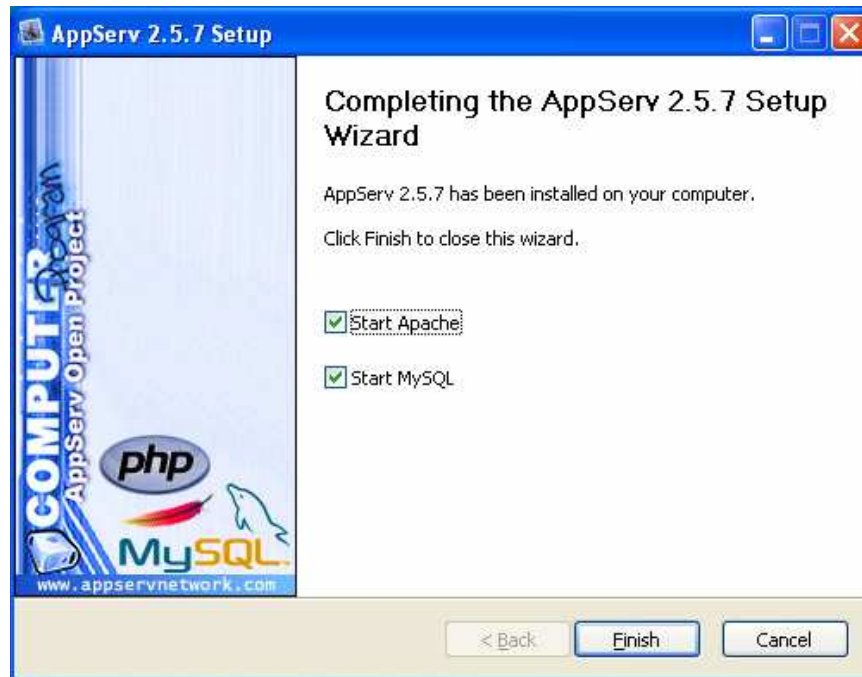 AppServ 2.5.7 Setup
Completing the AppServ 2.5.7 Setup
Wizard
AppServ 2.5.7 has been installed on your computer.
Click Finish to close this wizard.
Start Apache
Start MySQL
COMPUTER
Program
AppServ Open Project
php
MySQL
www.appservnetwork.com
< Back
Finish
Cancel